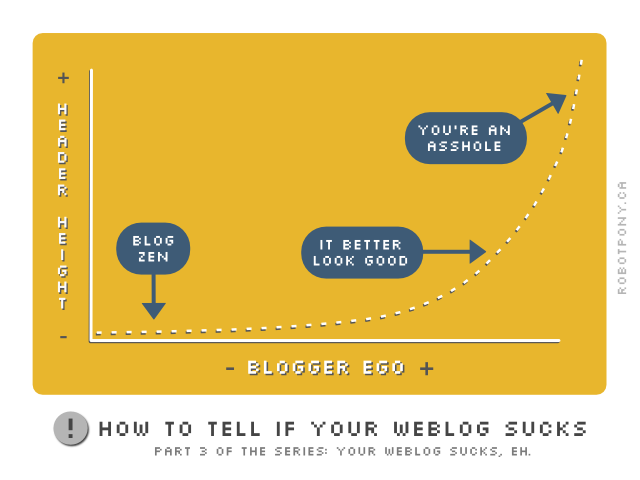 +
HEADER HEIGHT
-
YOU'RE AN
ASSHOLE
BLOG
ZEN
IT BETTER
LOOK GOOD
- BLOGGER EGO +
ROBOTPONY.CA
! HOW TO TELL IF YOUR WEBLOG SUCKS
PART 3 OF THE SERIES: YOUR WEBLOG SUCKS, EH.